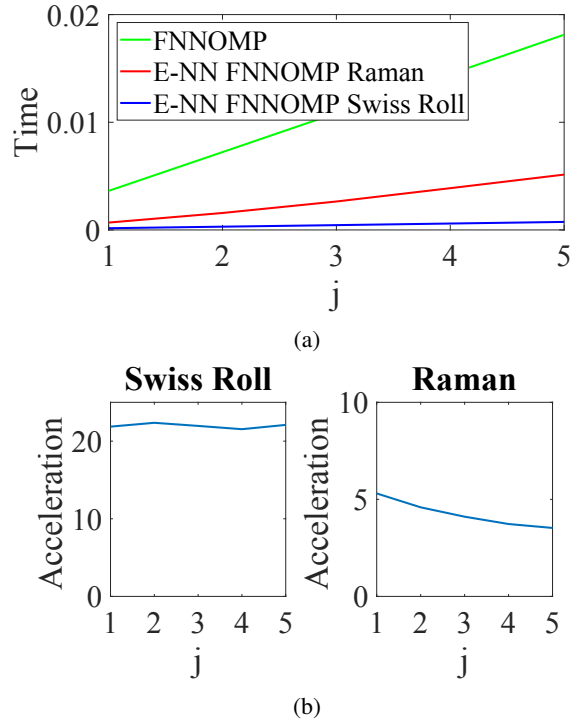 0.02
FNNOMP
E-NN FNNOMP Raman
E-NN FNNOMP Swiss Roll
0.01
0
Time
1 2 3 4 5
j
(a)
Swiss Roll
20
10
0
Acceleration
1 2 3 4 5
j
Raman
10
5
0
Acceleration
1 2 3 4 5
j
(b)